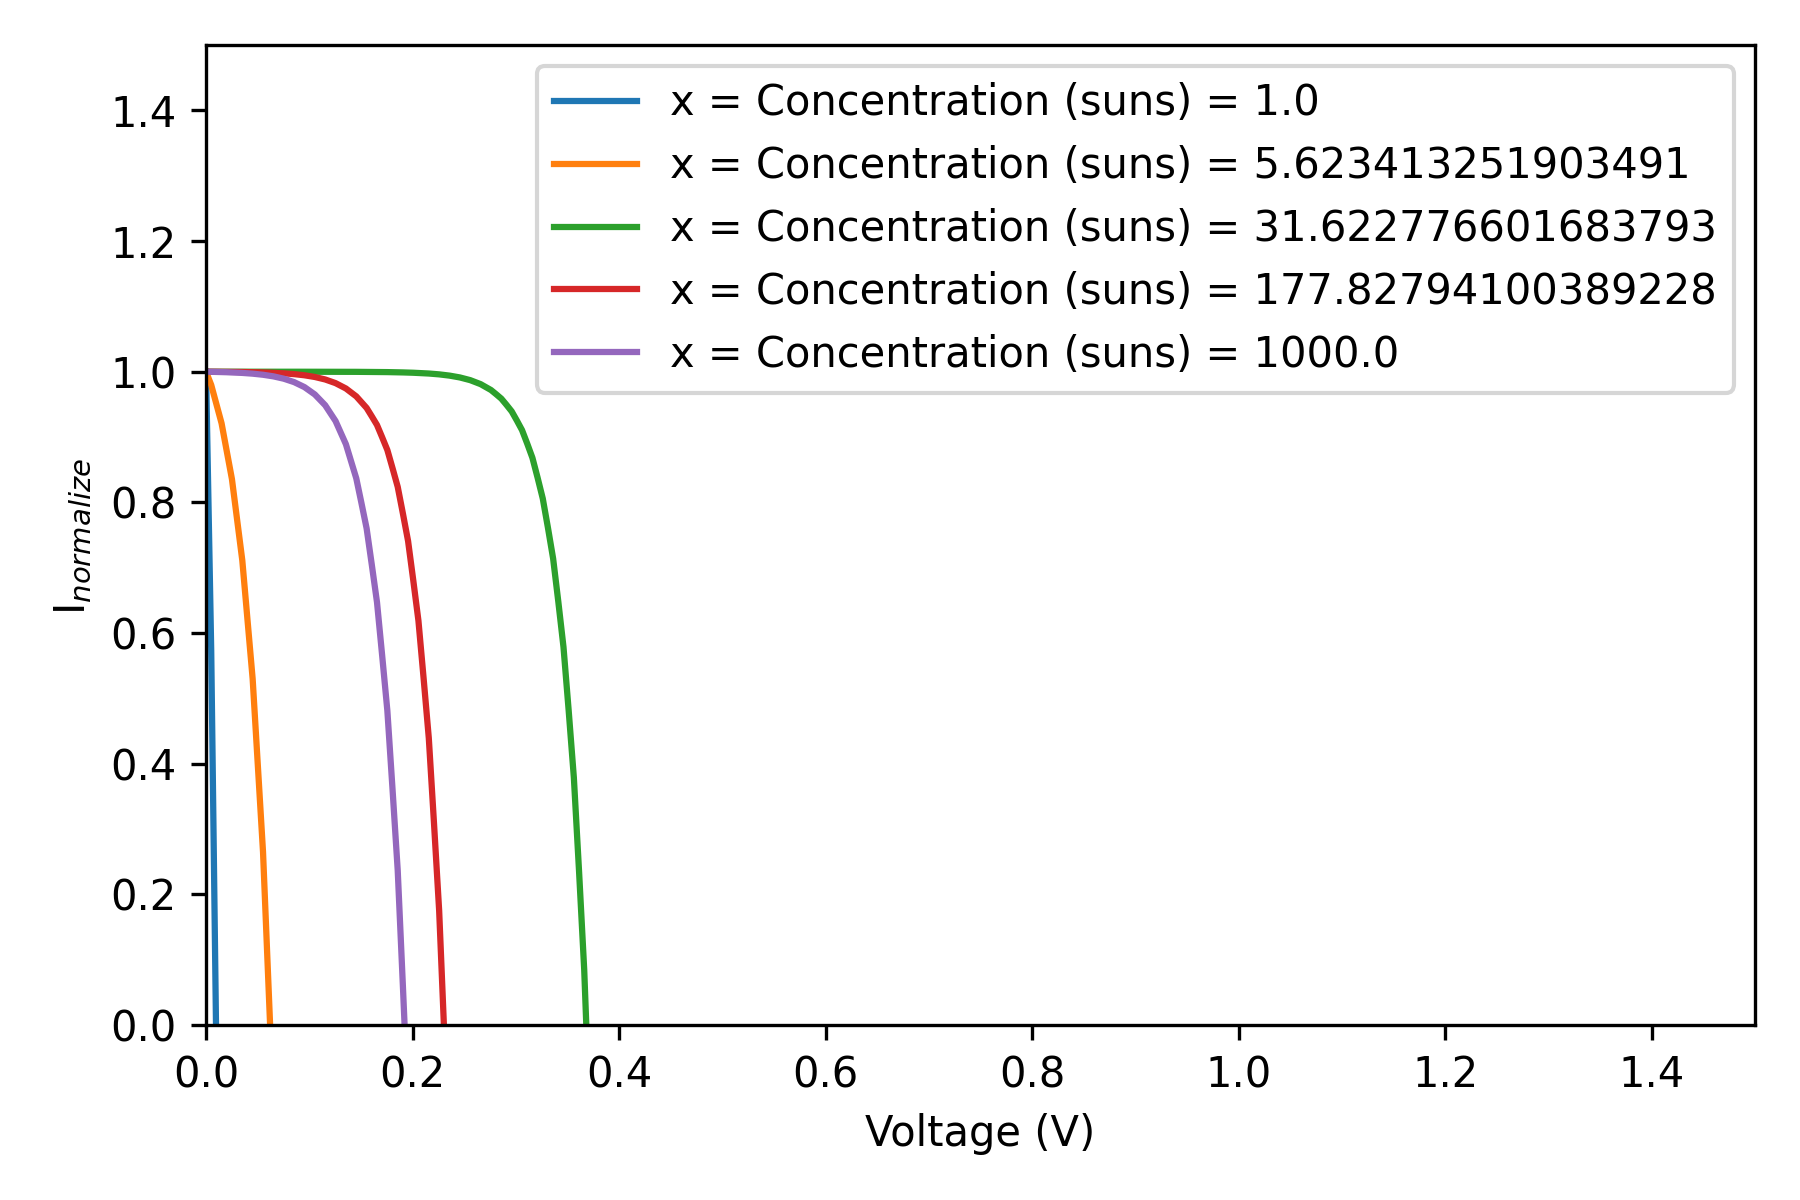 x = Concentration (suns) = 1.0
x = Concentration (suns) = 5.623413251903491
x = Concentration (suns) = 31.622776601683793
x = Concentration (suns) = 177.82794100389228
x = Concentration (suns) = 1000.0
1.4
1.2
1.0
0.8
0.6
0.4
0.2
0.0
Inormalize
0.0 0.2 0.4 0.6 0.8 1.0 1.2 1.4
Voltage (V)